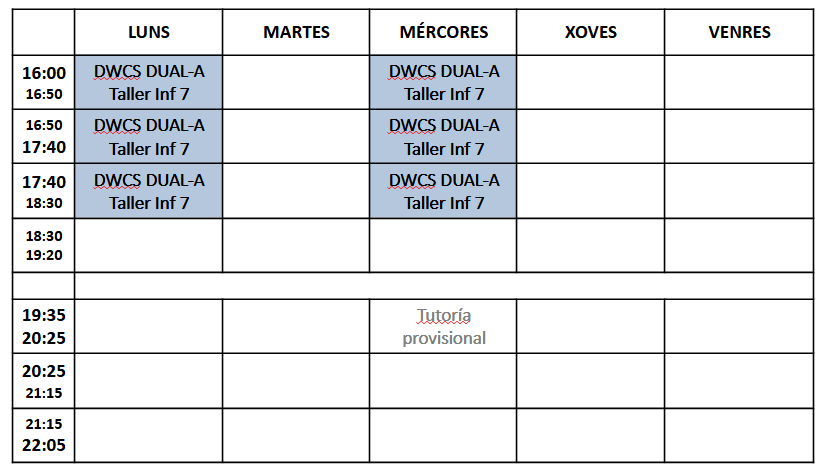 LUNS MARTES MÉRCORES XOVES VENRES
16:00 DWCS DUAL-A DWCS DUAL-A
16:50 Taller Inf 7 Taller Inf 7
16:50 DWCS DUAL-A DWCS DUAL-A
17:40 Taller Inf 7 Taller Inf 7
17:40 DWCS DUAL-A DWCS DUAL-A
18:30 Taller Inf 7 Taller Inf 7
18:30
19:20
19:35 Tutoría
20:25 provisional
20:25
21:15
21:15
22:05